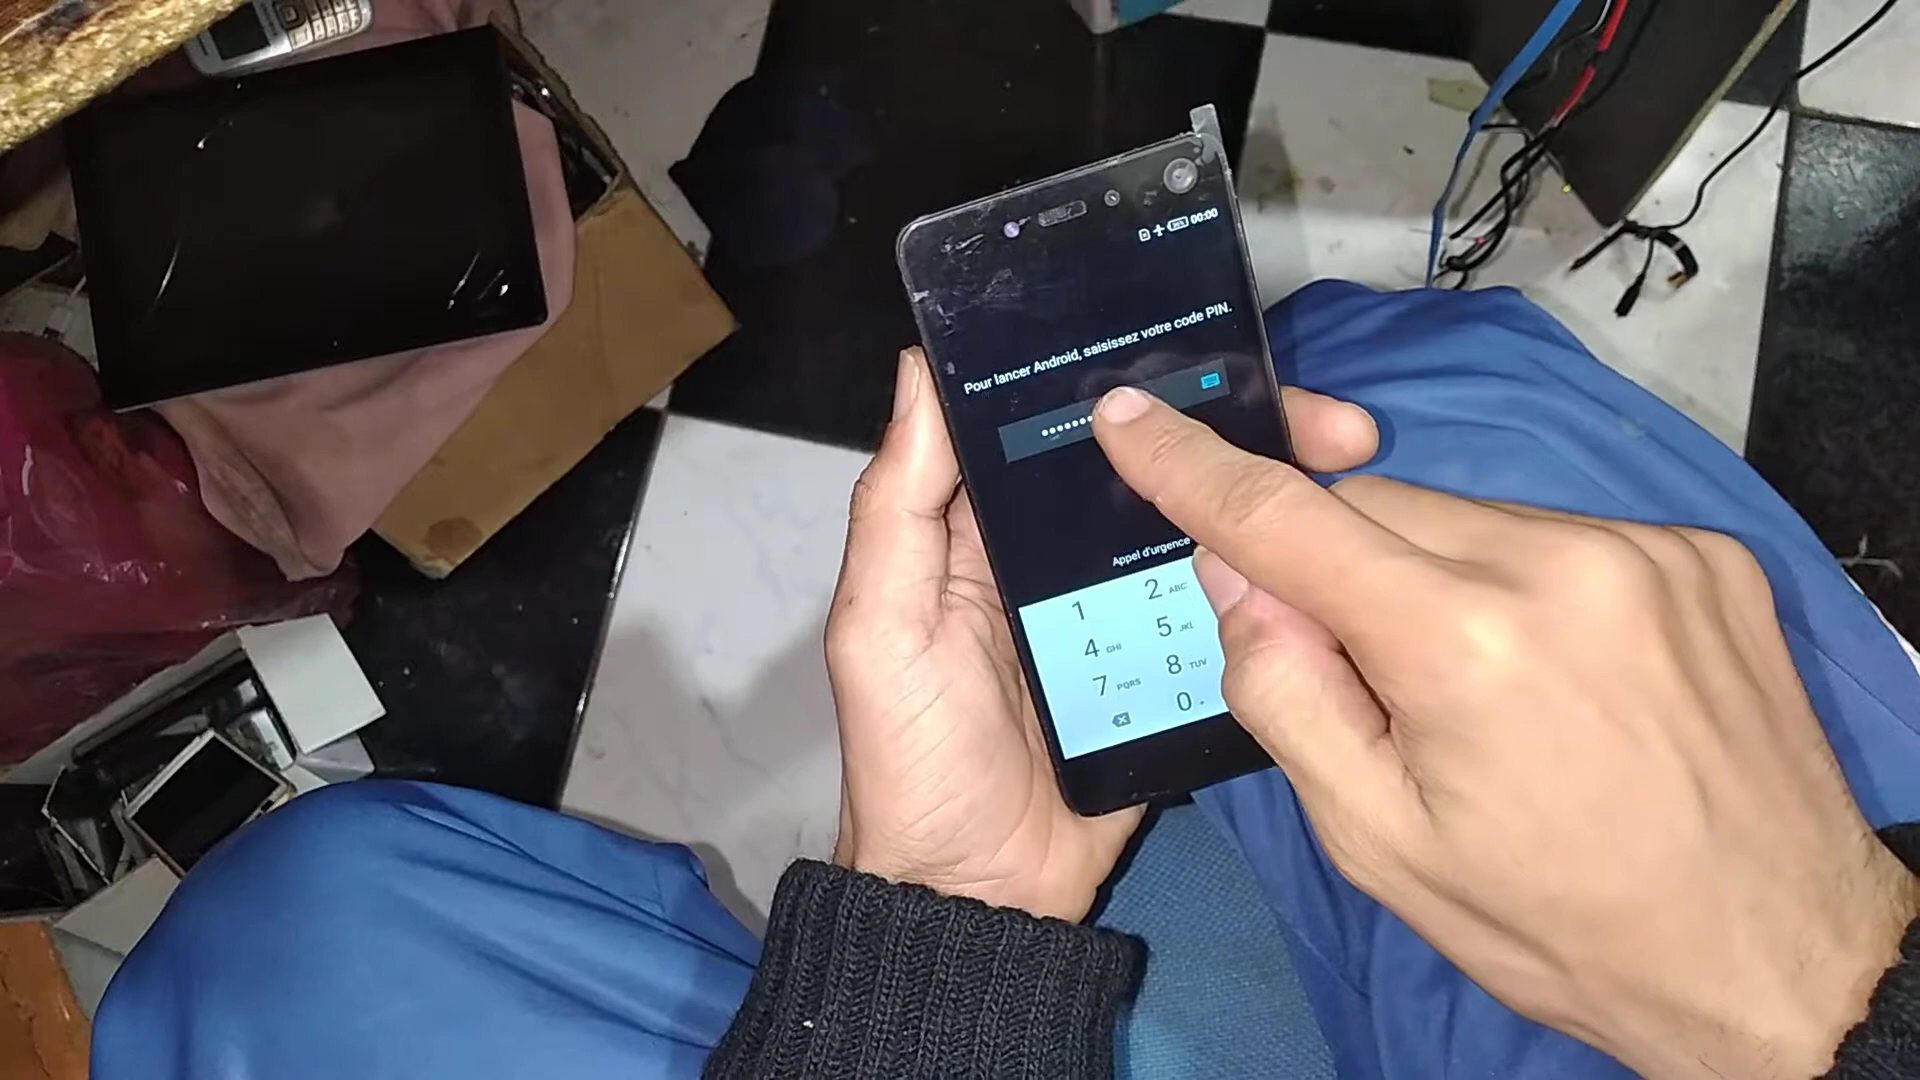 00:00
Pour lancer Android, saisissez votre code PIN.
Appel d'urgence
1 2 ABC
4 GHI 5 JKL
7 PQRS 8 TUV
0